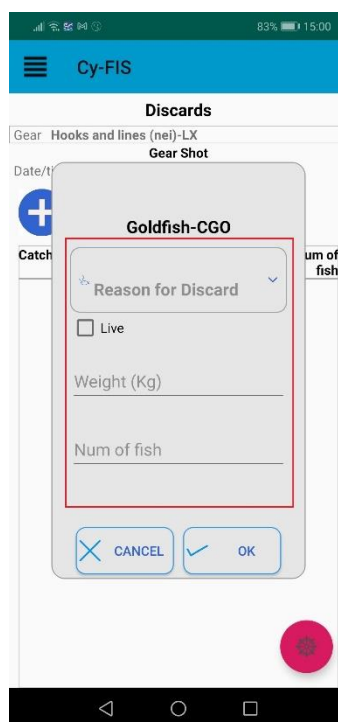 83% 15:00
Cy-FIS
Discards
Gear Hooks and lines (nei)-LX
Gear Shot
Date/ti
Goldfish-CGO
Catch
um of
fish
Reason for Discard
Live
Weight (Kg)
Num of fish
CANCEL OK